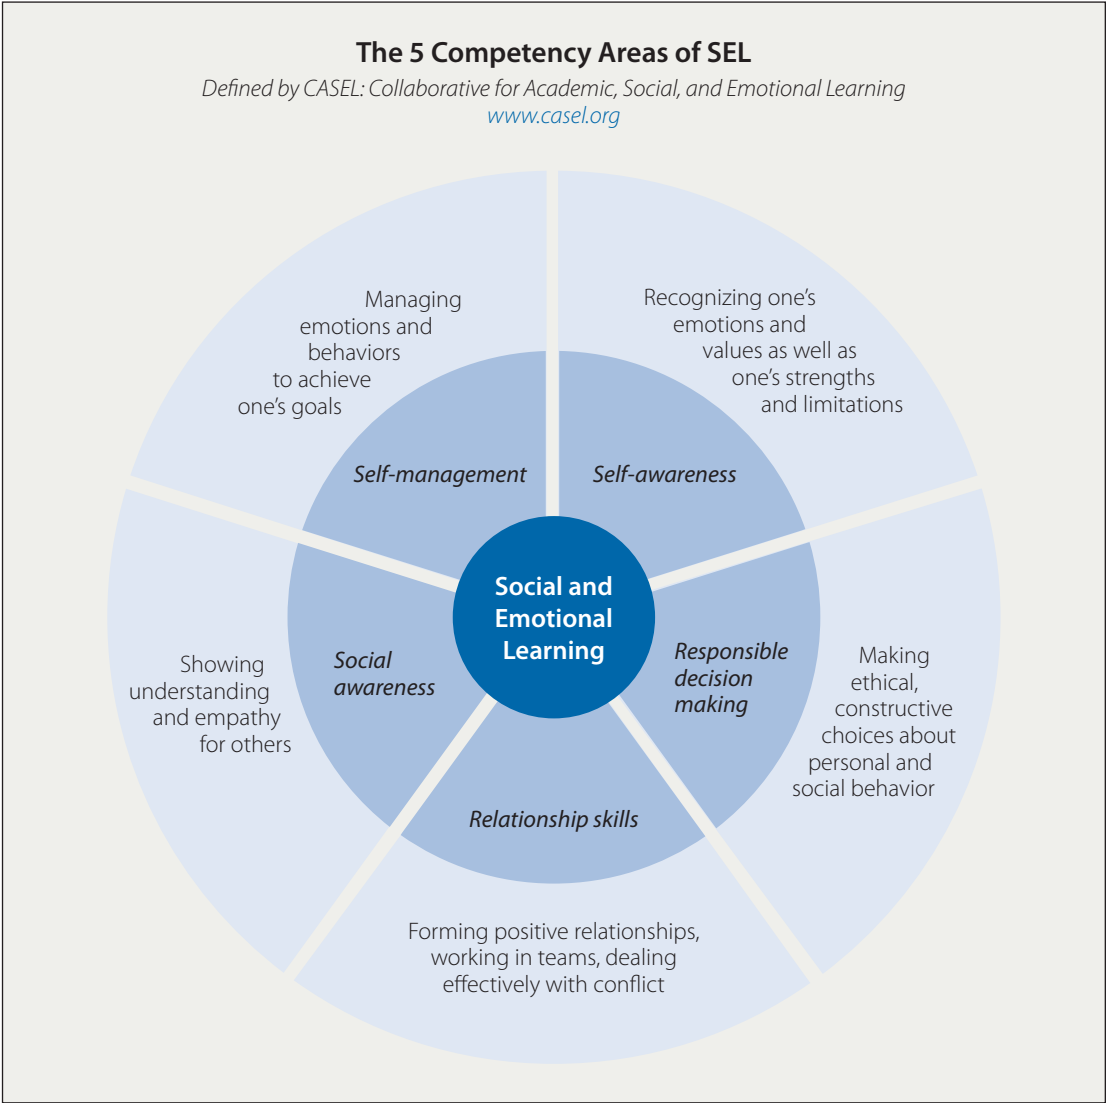 The 5 Competency Areas of SEL
Defined by CASEL: Collaborative for Academic, Social, and Emotional Learning
www.casel.org
Managing
emotions and
behaviors
to achieve
one’s goals
Self-management
Recognizing one’s
emotions and
values as well as
one’s strengths
and limitations
Self-awareness
Social and
Emotional
Learning
Showing
understanding
and empathy
for others
Social
awareness
Responsible
decision
making
Making
ethical,
constructive
choices about
personal and
social behavior
Relationship skills
Forming positive relationships,
working in teams, dealing
effectively with conflict